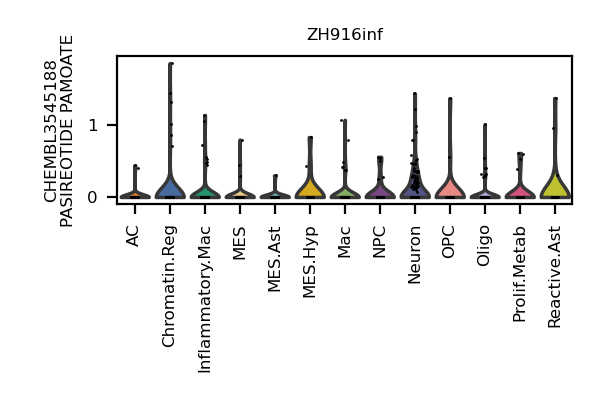 ZH916inf
CHEMBL3545188
PASIREOTIDE PAMOATE
1
0
AC
Chromatin.Reg
Inflammatory.Mac
MES
MES.Ast
MES.Hyp
Mac
NPC
Neuron
OPC
Oligo
Prolif.Metab
Reactive.Ast